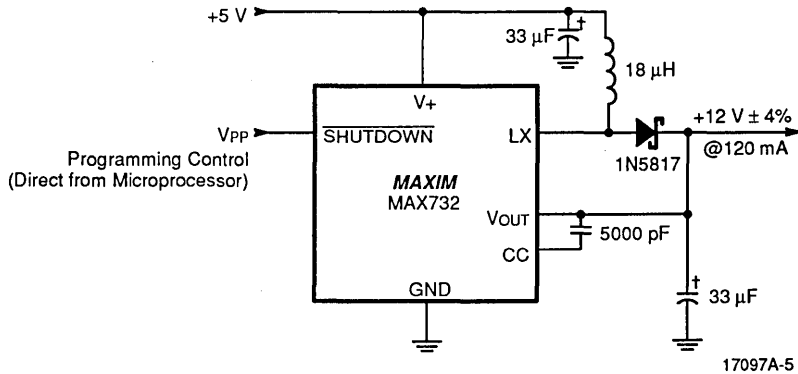 +5 V
33 µF
†
18 µH
V+
VPP
SHUTDOWN
LX
+12 V ± 4%
@120 mA
1N5817
Programming Control
(Direct from Microprocessor)
MAXIM
MAX732
VOUT
5000 pF
CC
GND
†
33 µF
17097A-5